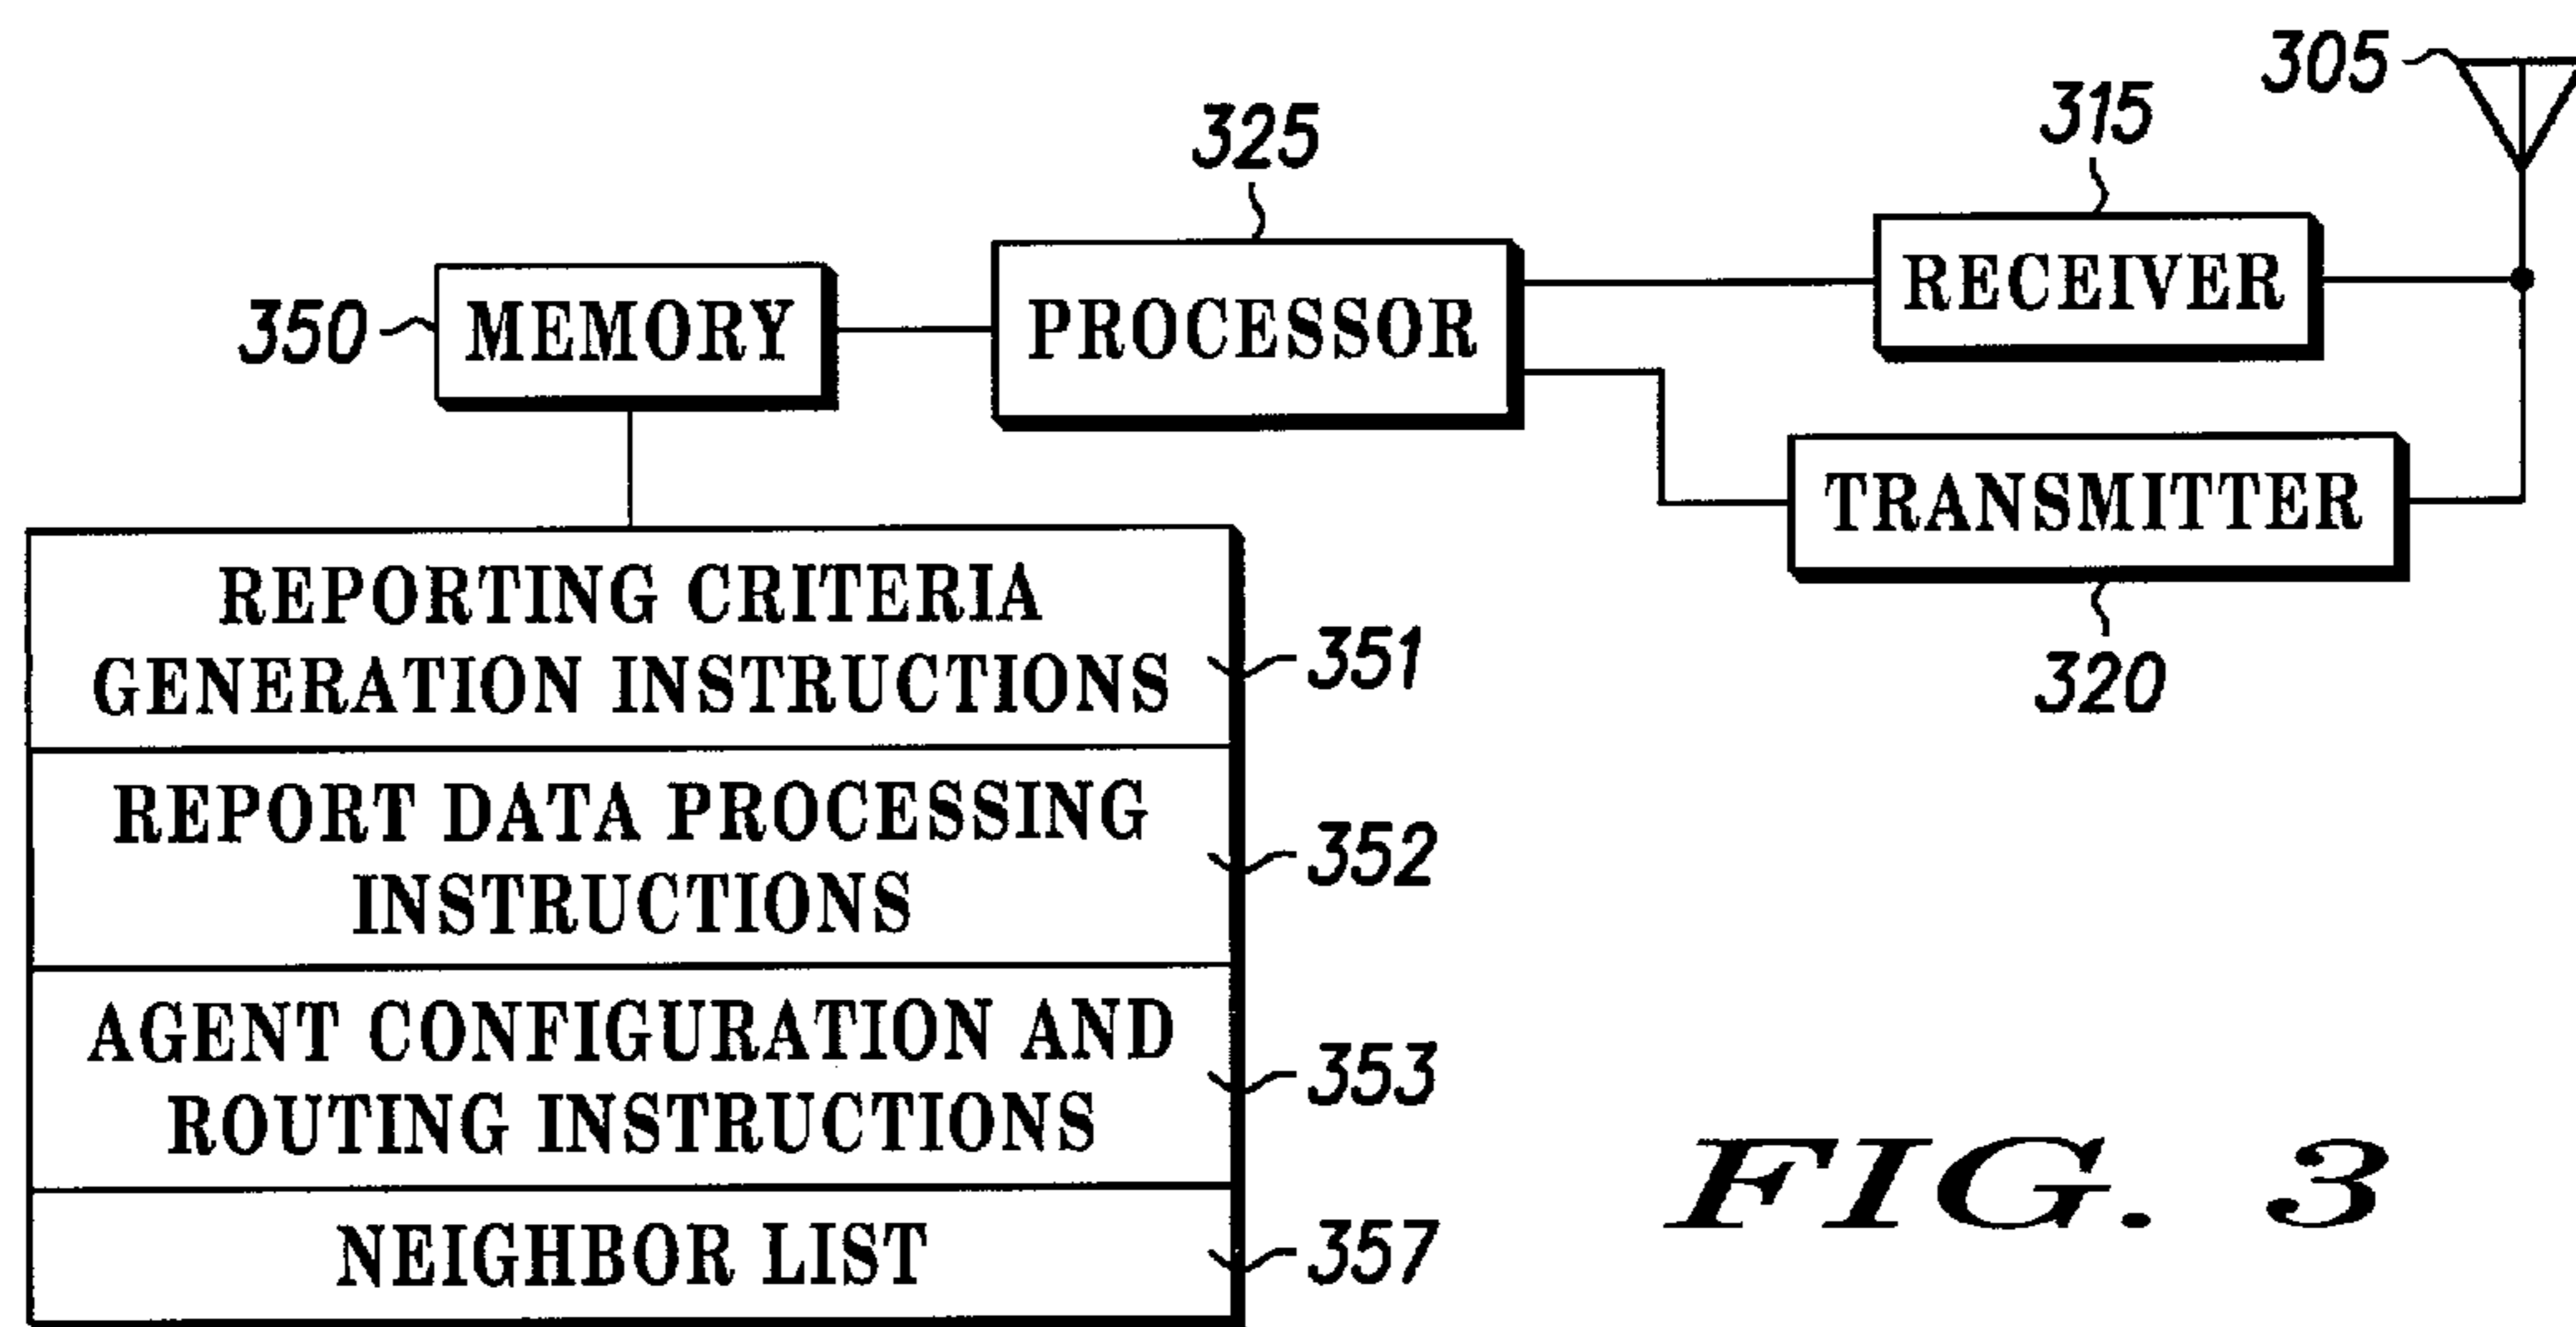 305
315
325
RECEIVER
350
MEMORY
PROCESSOR
TRANSMITTER
320
REPORTING CRITERIA
GENERATION INSTRUCTIONS
351
REPORT DATA PROCESSING
INSTRUCTIONS
352
AGENT CONFIGURATION AND
ROUTING INSTRUCTIONS
353
NEIGHBOR LIST
357
FIG. 3